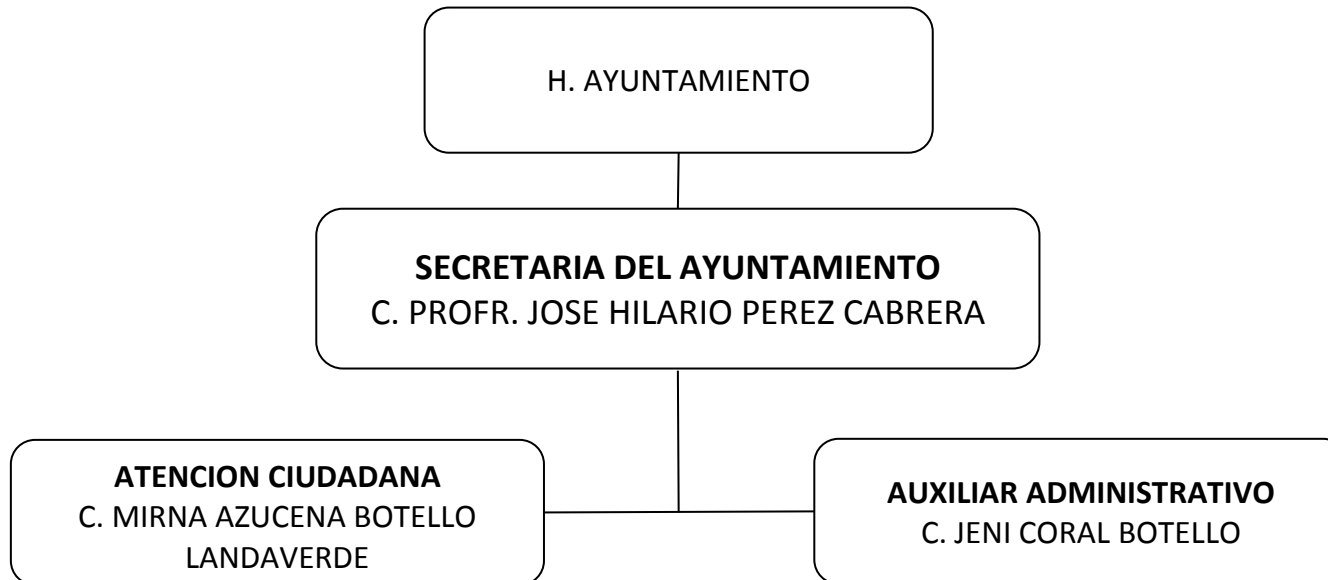 H. AYUNTAMIENTO
SECRETARIA DEL AYUNTAMIENTO
C. PROFR. JOSE HILARIO PEREZ CABRERA
ATENCION CIUDADANA
C. MIRNA AZUCENA BOTELLO
LANDAVERDE
AUXILIAR ADMINISTRATIVO
C. JENI CORAL BOTELLO